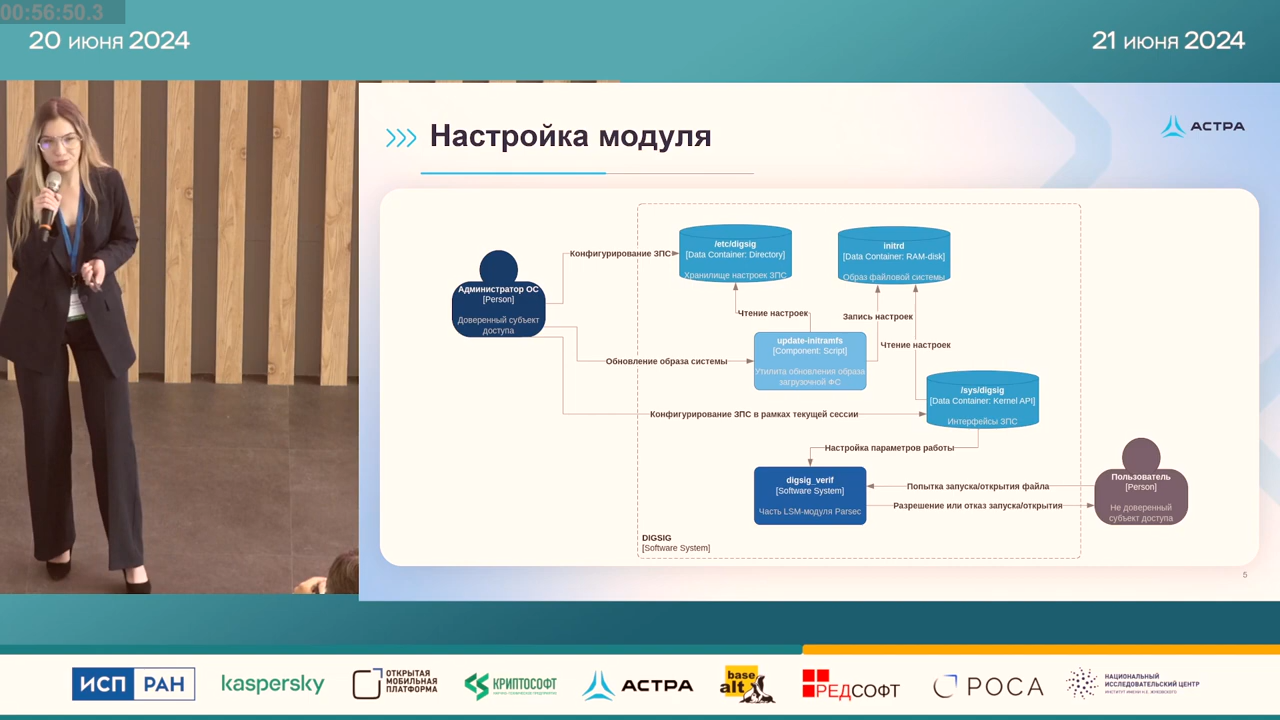 00:56:50.3
20 июня 2024
21 июня 2024
Настройка модуля
АСТРА
/etc/digsig
[Data Container: Directory]
Хранилище настроек ЗПС
initrd
[Data Container: RAM-disk]
Образ файловой системы
Конфигурирование ЗПС
Администратор ОС
[Person]
Доверенный субъект
доступа
Чтение настроек
Запись настроек
Чтение настроек
update-initramfs
[Component: Script]
Утилита обновления образа
загрузочной ФС
Обновление образа системы
/sys/digsig
[Data Container: Kernel API]
Интерфейсы ЗПС
Конфигурирование ЗПС в рамках текущей сессии
Настройка параметров работы
digsig_verif
[Software System]
Часть LSM-модуля Parsec
Попытка запуска/открытия файла
Разрешение или отказ запуска/открытия
Пользователь
[Person]
Не доверенный
субъект доступа
DIGSIG
[Software System]
5
ИСП РАН
kaspersky
ОТКРЫТАЯ
МОБИЛЬНАЯ
ПЛАТФОРМА
КРИПТОСОФТ
АСТРА
base
alt
РЕДСОФТ
РОСА
НАЦИОНАЛЬНЫЙ
ИССЛЕДОВАТЕЛЬСКИЙ ЦЕНТР